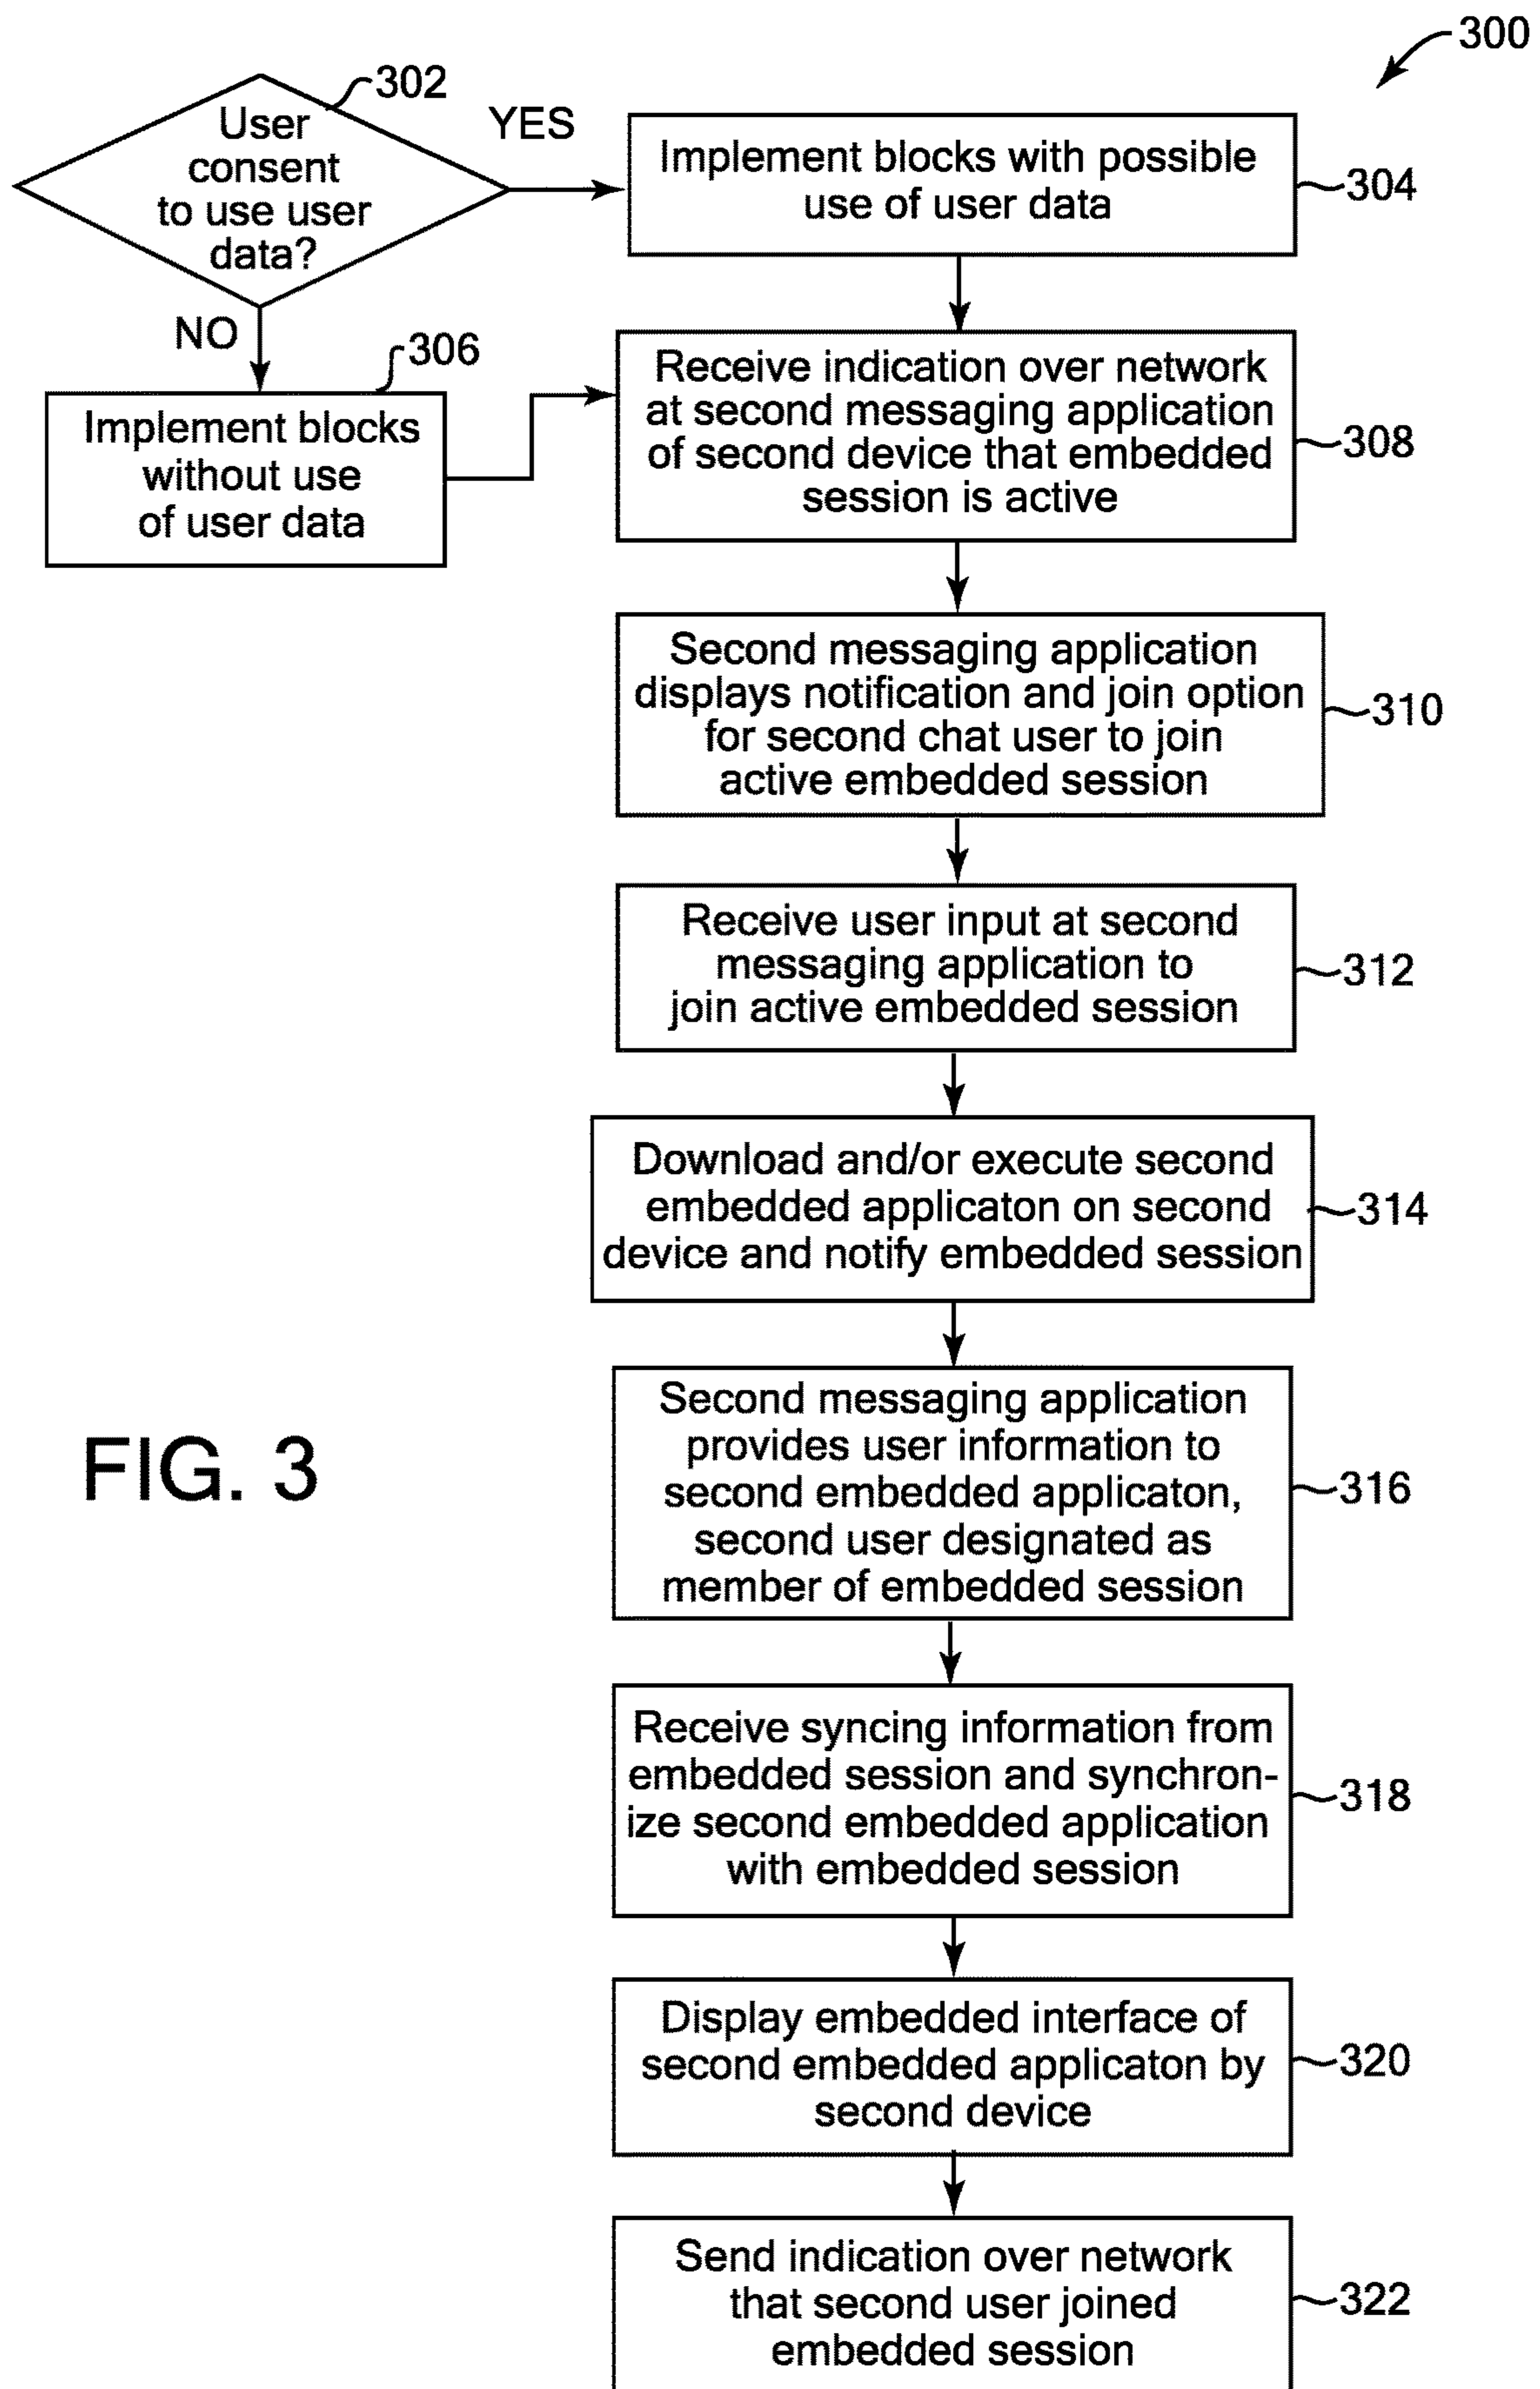 300
302
User
consent
to use user
data?
YES
Implement blocks with possible
use of user data
304
NO
306
Implement blocks
without use
of user data
Receive indication over network
at second messaging application
of second device that embedded
session is active
308
Second messaging application
displays notification and join option
for second chat user to join
active embedded session
310
Receive user input at second
messaging application to
join active embedded session
312
Download and/or execute second
embedded applicaton on second
device and notify embedded session
314
Second messaging application
provides user information to
second embedded applicaton,
second user designated as
member of embedded session
316
FIG. 3
Receive syncing information from
embedded session and synchron-
ize second embedded application
with embedded session
318
Display embedded interface of
second embedded applicaton by
second device
320
Send indication over network
that second user joined
embedded session
322